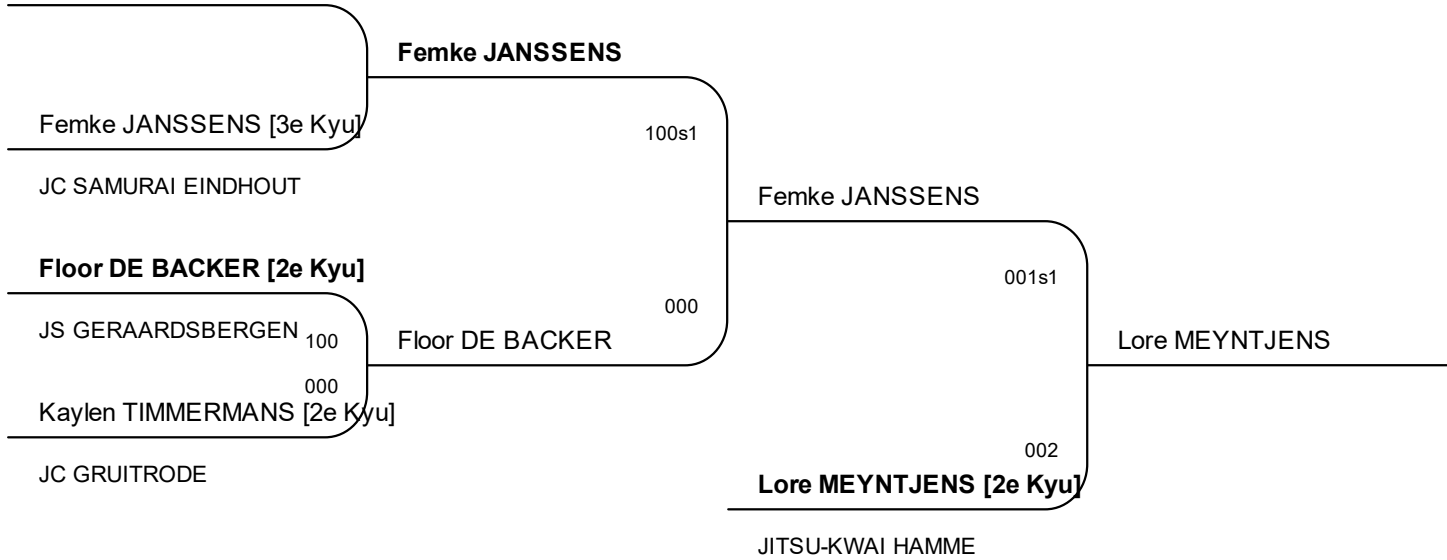 Femke JANSSENS
Femke JANSSENS [3e Kyu]
100s1
JC SAMURAI EINDHOUT
Femke JANSSENS
Floor DE BACKER [2e Kyu]
001s1
000
JS GERAARDSBERGEN
100
Floor DE BACKER
Lore MEYNTJENS
000
Kaylen TIMMERMANS [2e Kyu]
002
JC GRUITRODE
Lore MEYNTJENS [2e Kyu]
JITSU-KWAI HAMME